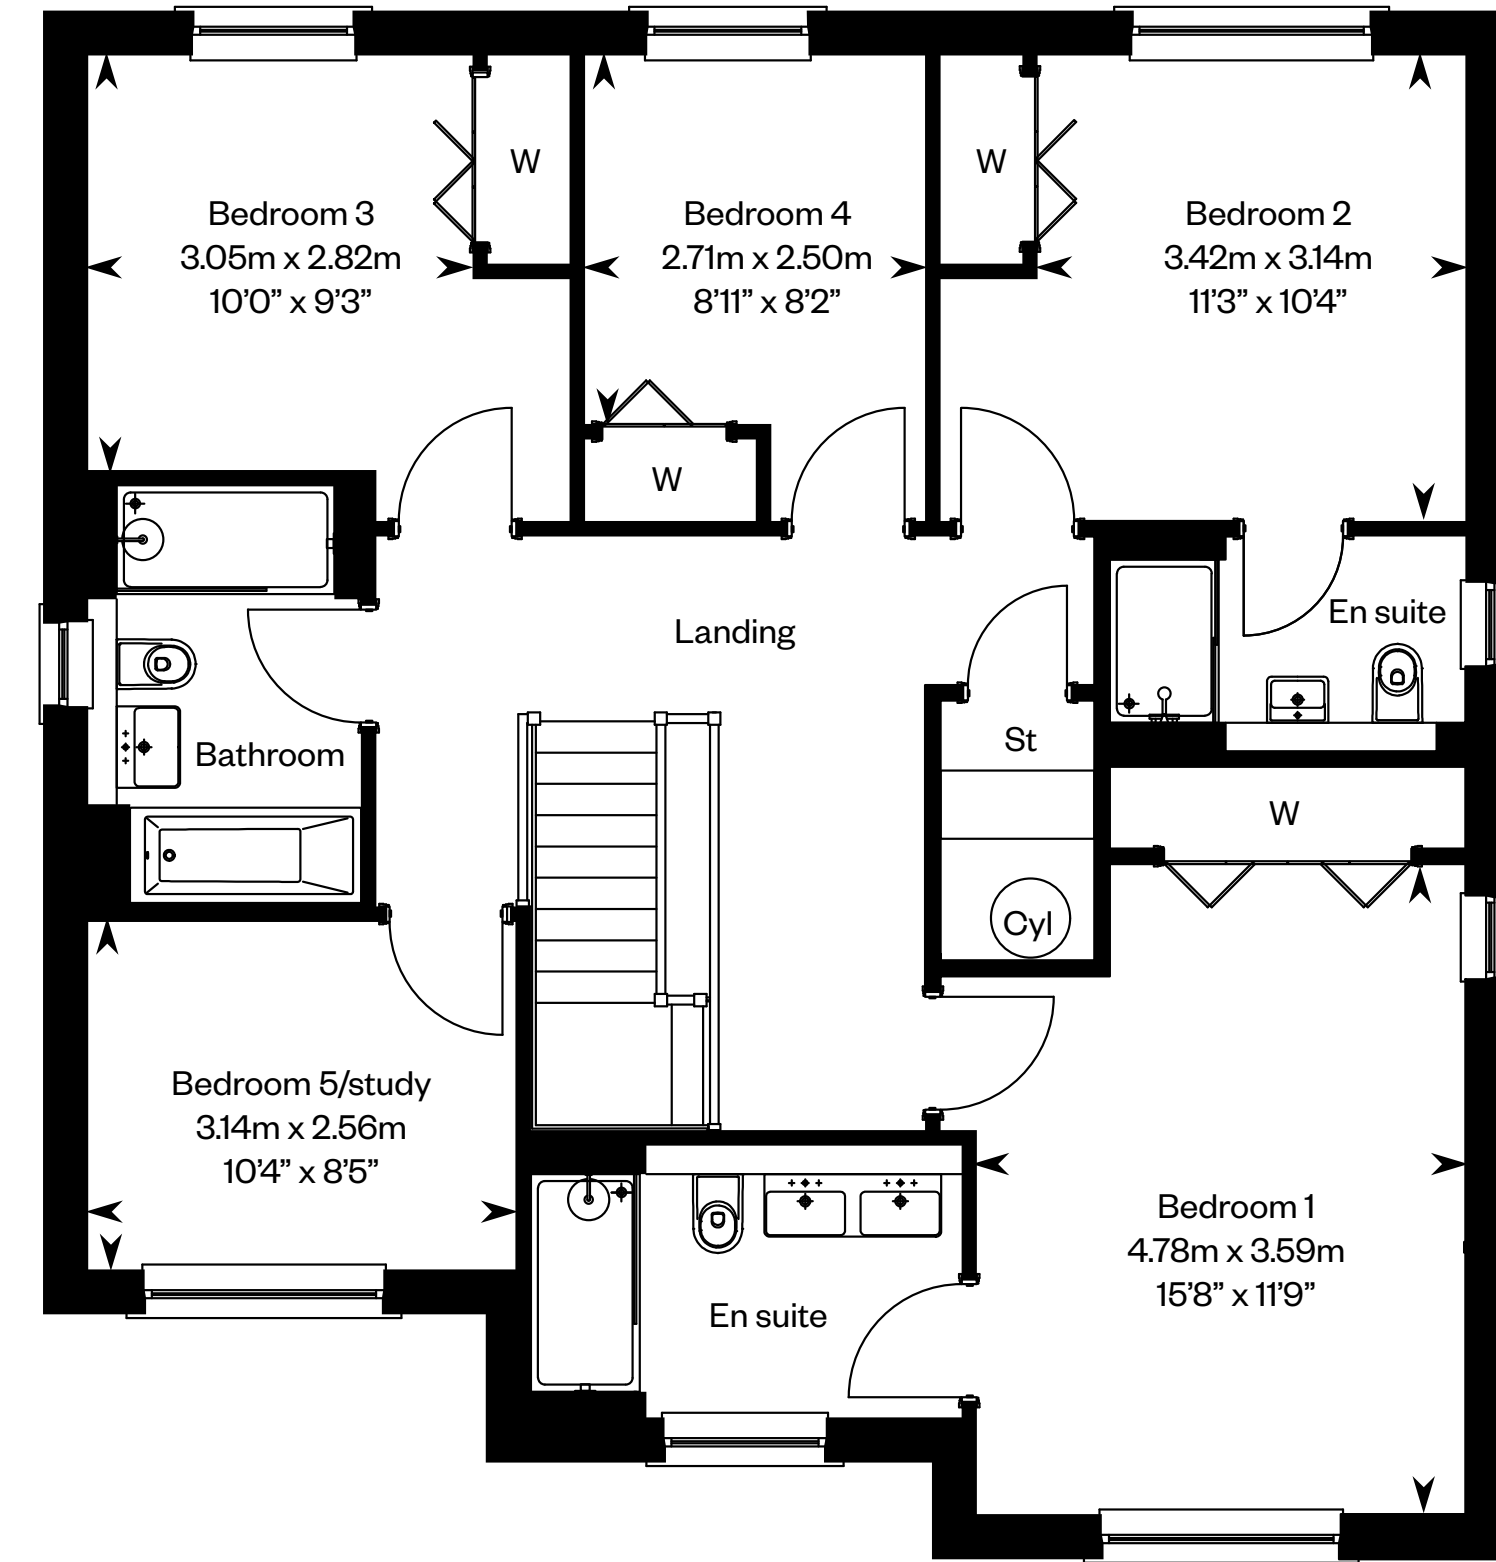 W
W
Bedroom 3
3.05m x 2.82m
10'0” x 9'3”
Bedroom 4
2.71m x 2.50m
8'11” x 8'2”
Bedroom 2
3.42m x 3.14m
11'3” x 10'4”
W
En suite
Landing
St
Bathroom
W
Cyl
Bedroom 5/study
3.14m x 2.56m
10'4” x 8'5”
Bedroom 1
4.78m x 3.59m
15'8” x 11'9”
En suite